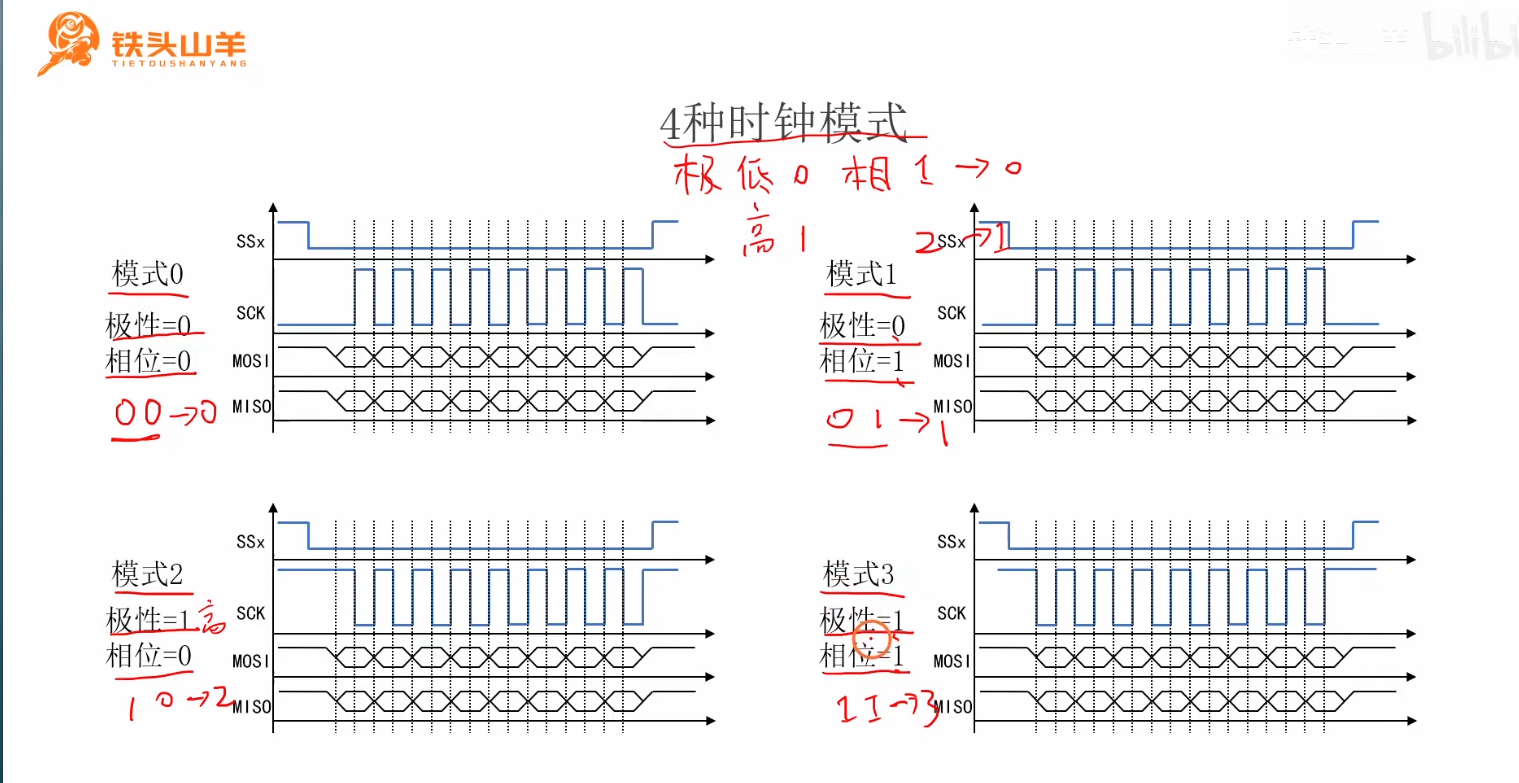 铁头山羊
TIETOUSHANYANG
bilibi
4种时钟模式
极低0 相1→0
高1 2→1
模式0
极性=0
相位=0
00→0
SSx
SCK
MOSI
MISO
模式1
极性=0
相位=1
01→1
SSx
SCK
MOSI
MISO
模式2
极性=1高
相位=0
10→2
SSx
SCK
MOSI
MISO
模式3
极性=1
相位=1
11→3
SSx
SCK
MOSI
MISO